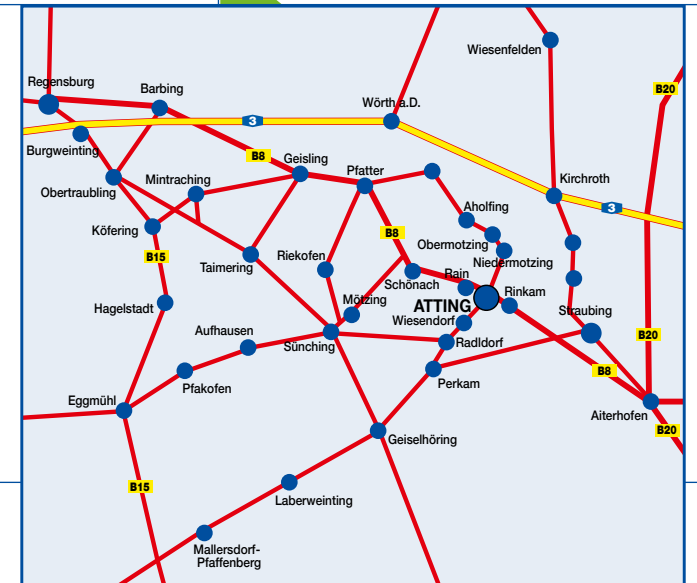 Wiesenfelden
Regensburg
Barbing
B20
Wörth a.D.
3
Burgweinting
B8
Geisling
Pfatter
Kirchroth
Mintraching
Obertraubling
3
Aholfing
Köfering
B8
Obermotzing
B15
Riekofen
Niedermotzing
Taimering
Schönach
Rain
Rinkam
Mötzing
ATTING
Hagelstadt
Straubing
Wiesendorf
Aufhausen
B20
Sünching
Radldorf
Pfakofen
B8
Perkam
Eggmühl
Aiterhofen
B20
Geiselhöring
B15
Laberweinting
Mallersdorf-
Pfaffenberg